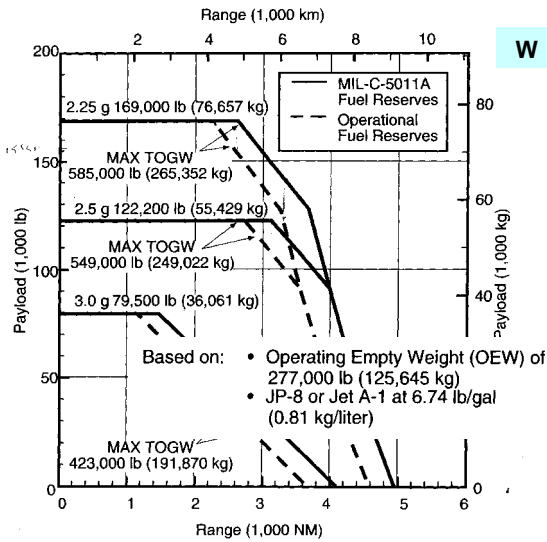 Range (1,000 km)
2 4 6 8 10
W
200
MIL-C-5011A
Fuel Reserves
Operational
Fuel Reserves
2.25 g 169,000 lb (76,657 kg)
80
150
MAX TOGW
585,000 lb (265,352 kg)
60
2.5 g 122,200 lb (55,429 kg)
MAX TOGW
549,000 lb (249,022 kg)
Payload (1,000 lb)
Payload (1,000 kg)
100
40
3.0 g 79,500 lb (36,061 kg)
Based on:
• Operating Empty Weight (OEW) of
277,000 lb (125,645 kg)
50
• JP-8 or Jet A-1 at 6.74 lb/gal
(0.81 kg/liter)
MAX TOGW
423,000 lb (191,870 kg)
0
0
0 1 2 3 4 5 6
Range (1,000 NM)